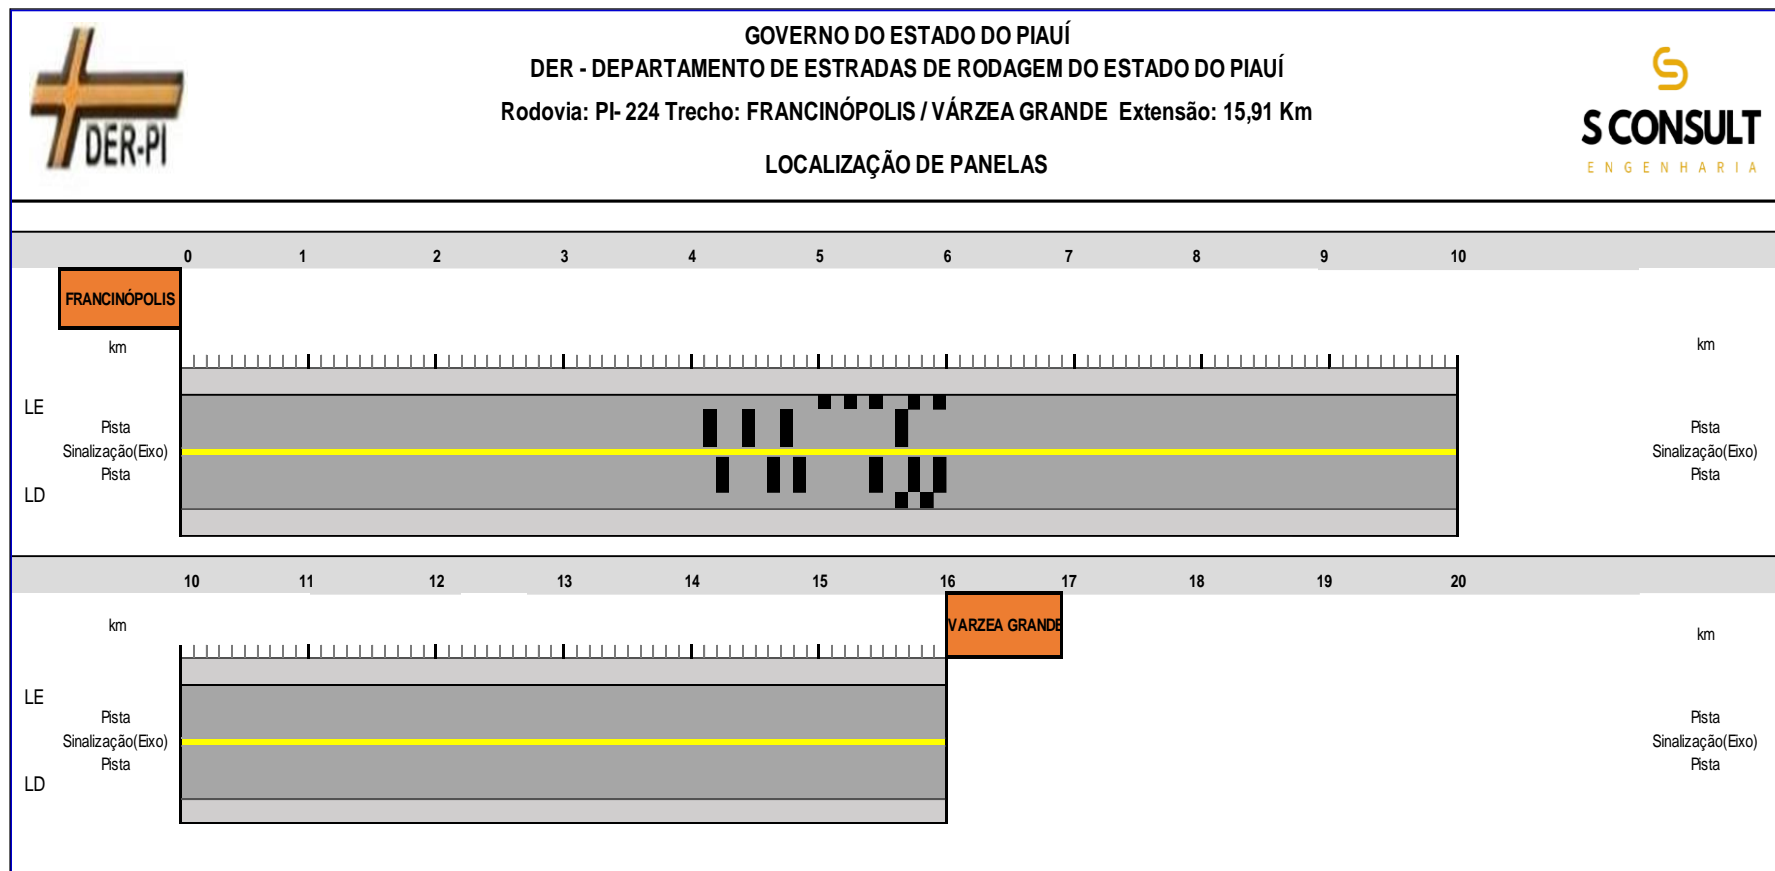 GOVERNO DO ESTADO DO PIAUÍ
DER - DEPARTAMENTO DE ESTRADAS DE RODAGEM DO ESTADO DO PIAUÍ
Rodovia: PI- 224 Trecho: FRANCINÓPOLIS / VÁRZEA GRANDE Extensão: 15,91 Km
LOCALIZAÇÃO DE PANELAS
DER-PI
S CONSULT
ENGENHARIA
0 1 2 3 4 5 6 7 8 9 10
FRANCINÓPOLIS
km km
LE
Pista Pista
Sinalização(Eixo) Sinalização(Eixo)
Pista Pista
LD
10 11 12 13 14 15 16 17 18 19 20
VARZEA GRANDE
km km
LE
Pista Pista
Sinalização(Eixo) Sinalização(Eixo)
Pista Pista
LD